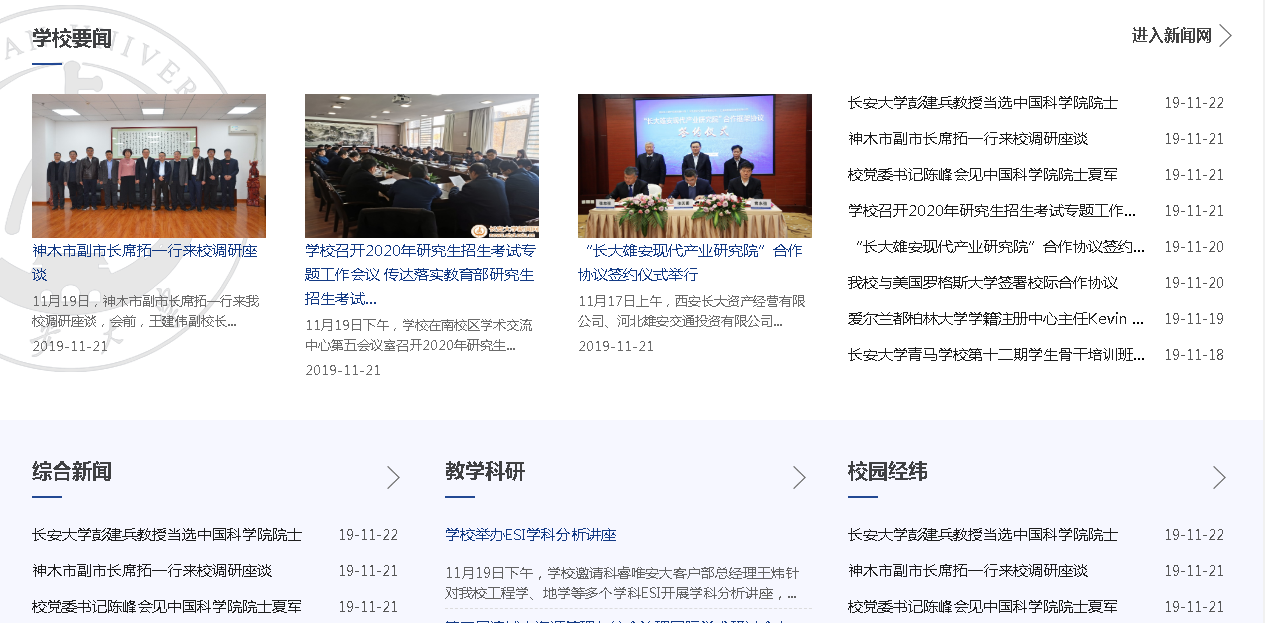 学校要闻
进入新闻网
神木市副市长席拓一行来校调研座
谈
11月19日，神木市副市长席拓一行来我
校调研座谈，会前，王建伟副校长...
2019-11-21
学校召开2020年研究生招生考试专
题工作会议 传达落实教育部研究生
招生考试...
11月19日下午，学校在南校区学术交流
中心第五会议室召开2020年研究生...
2019-11-21
“长大雄安现代产业研究院”合作框架协议
签约仪式
“长大雄安现代产业研究院”合作
协议签约仪式举行
11月17日上午，西安长大资产经营有限
公司、河北雄安交通投资有限公司...
2019-11-21
长安大学彭建兵教授当选中国科学院院士 19-11-22
神木市副市长席拓一行来校调研座谈 19-11-21
校党委书记陈峰会见中国科学院院士夏军 19-11-21
学校召开2020年研究生招生考试专题工作... 19-11-21
“长大雄安现代产业研究院”合作协议签约... 19-11-20
我校与美国罗格斯大学签署校际合作协议 19-11-20
爱尔兰都柏林大学学籍注册中心主任Kevin ... 19-11-19
长安大学青马学校第十二期学生骨干培训班... 19-11-18
综合新闻
长安大学彭建兵教授当选中国科学院院士 19-11-22
神木市副市长席拓一行来校调研座谈 19-11-21
校党委书记陈峰会见中国科学院院士夏军 19-11-21
教学科研
学校举办ESI学科分析讲座
11月19日下午，学校邀请科睿唯安大客户部总经理王炜针
对我校工程学、地学等多个学科ESI开展学科分析讲座，...
校园经纬
长安大学彭建兵教授当选中国科学院院士 19-11-22
神木市副市长席拓一行来校调研座谈 19-11-21
校党委书记陈峰会见中国科学院院士夏军 19-11-21